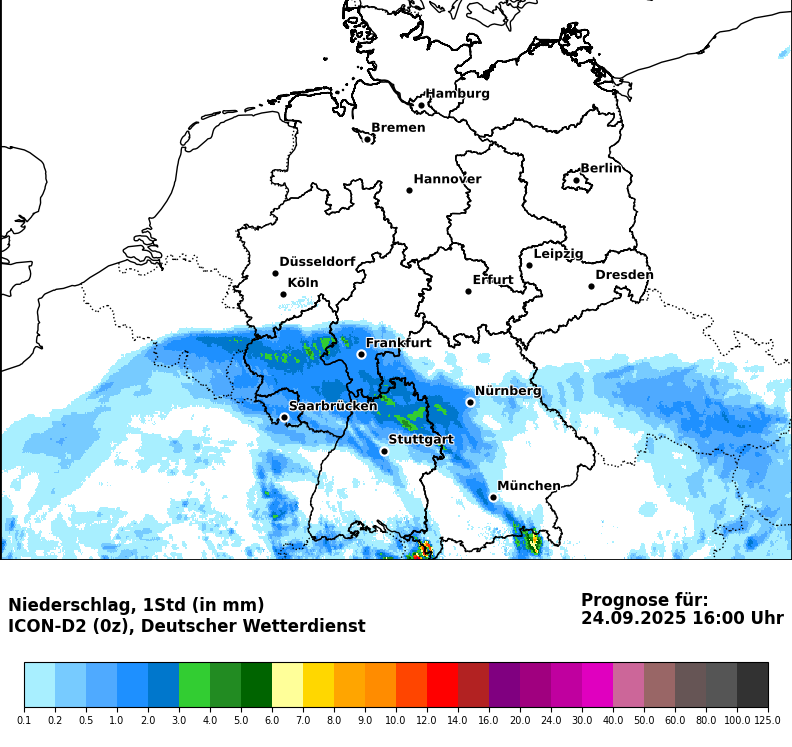 Hamburg
Bremen
Berlin
Hannover
Leipzig
Düsseldorf
Dresden
Köln
Erfurt
Frankfurt
Nürnberg
Saarbrücken
Stuttgart
München
Niederschlag, 1Std (in mm)
ICON-D2 (0z), Deutscher Wetterdienst
Prognose für:
24.09.2025 16:00 Uhr
0.1 0.2 0.5 1.0 2.0 3.0 4.0 5.0 6.0 7.0 8.0 9.0 10.0 12.0 14.0 16.0 20.0 24.0 30.0 40.0 50.0 60.0 80.0 100.0 125.0